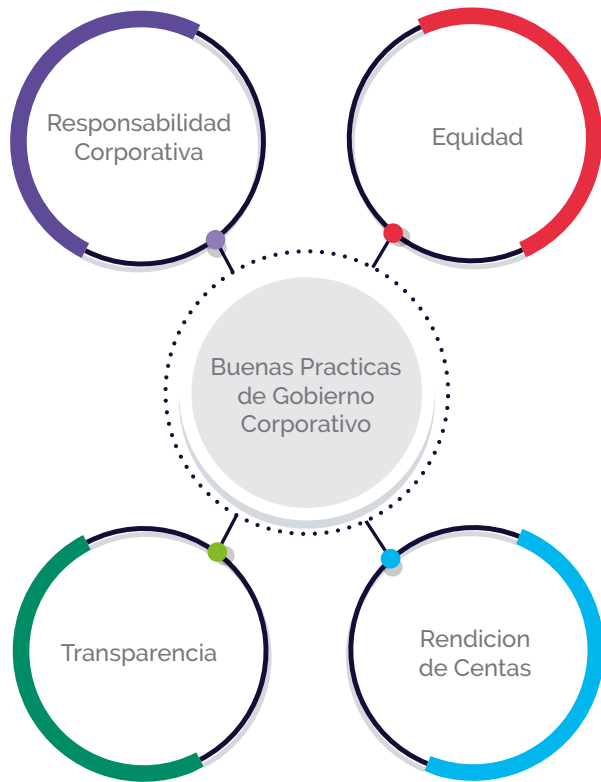 Responsabilidad
Corporativa
Equidad
Buenas Practicas
de Gobierno
Corporativo
Transparencia
Rendicion
de Centas